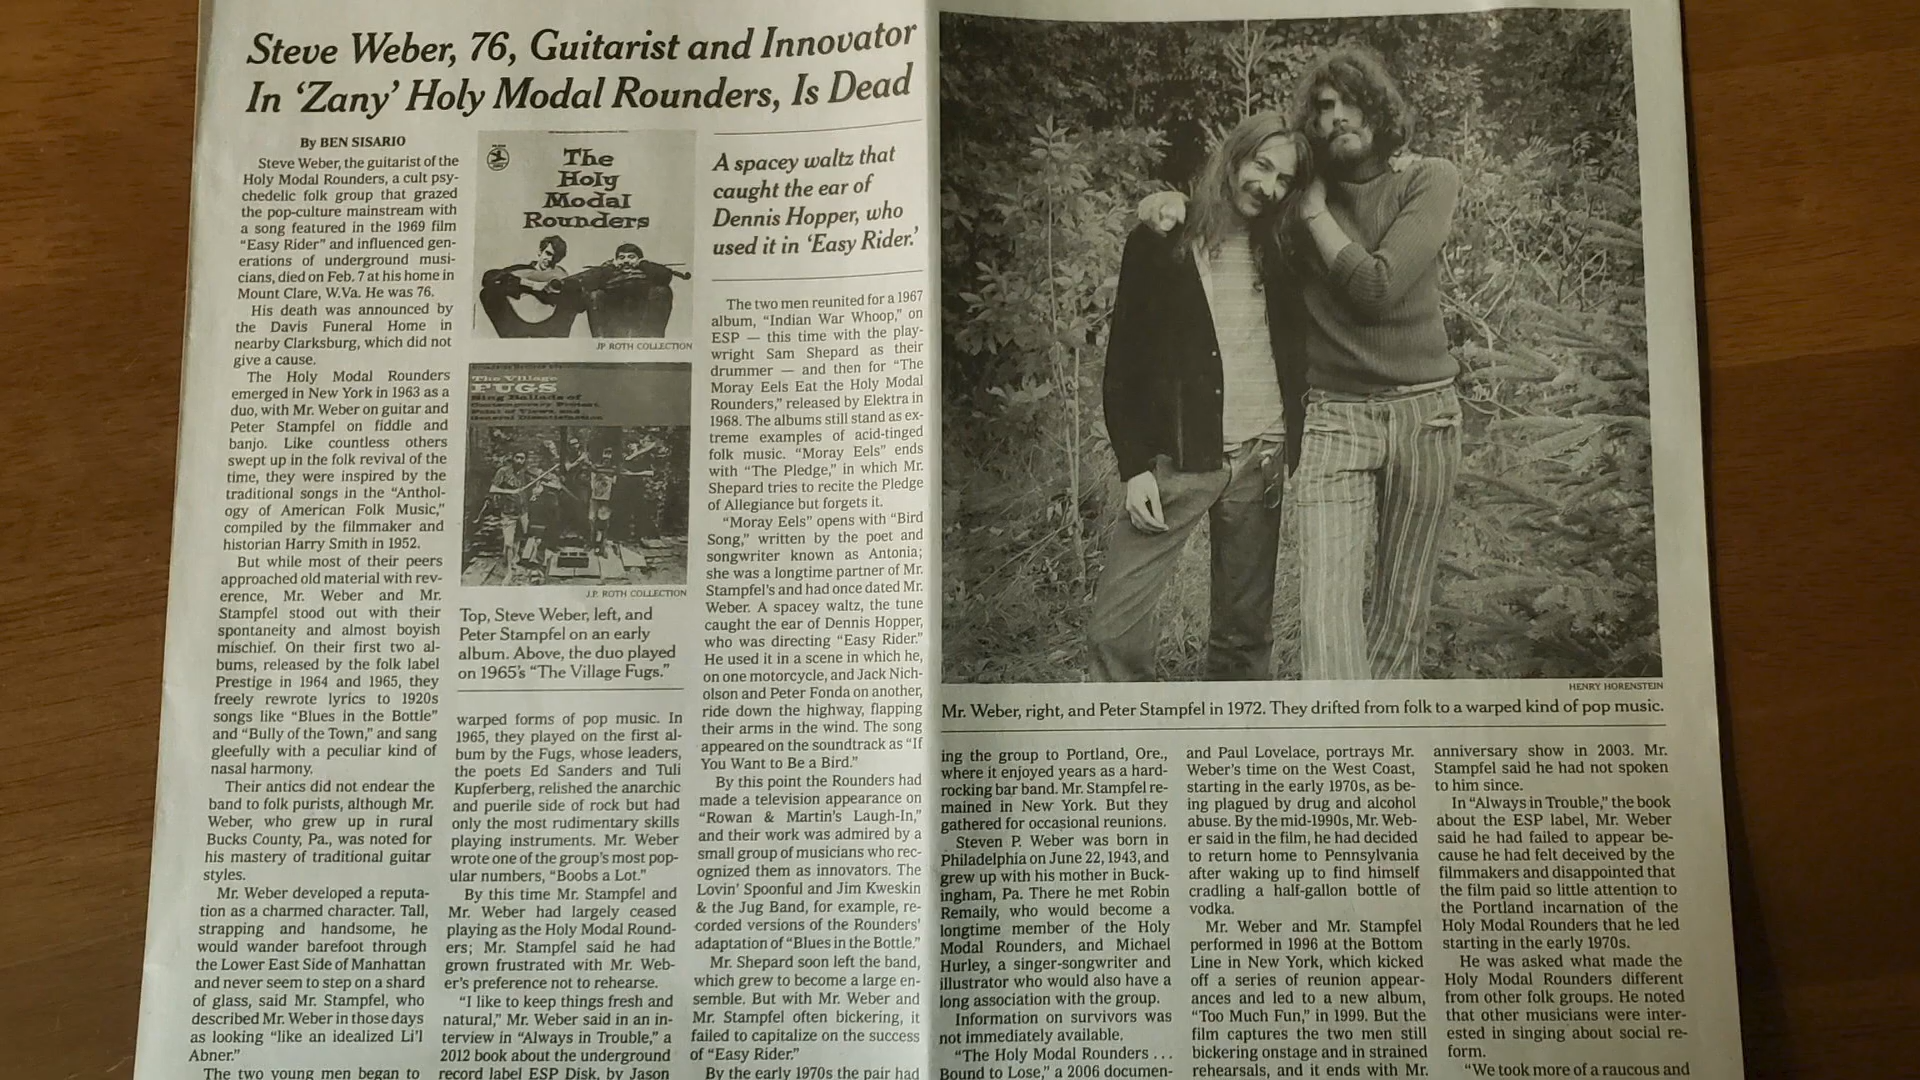 Steve Weber, 76, Guitarist and Innovator
In ‘Zany’ Holy Modal Rounders, Is Dead
By BEN SISARIO
Steve Weber, the guitarist of the
Holy Modal Rounders, a cult psy-
chedelic folk group that grazed
the pop-culture mainstream with
a song featured in the 1969 film
“Easy Rider” and influenced gen-
erations of underground musi-
cians, died on Feb. 7 at his home in
Mount Clare, W.Va. He was 76.
His death was announced by
the Davis Funeral Home in
nearby Clarksburg, which did not
give a cause.
The Holy Modal Rounders
emerged in New York in 1963 as a
duo, with Mr. Weber on guitar and
Peter Stampfel on fiddle and
banjo. Like countless others
swept up in the folk revival of the
time, they were inspired by the
traditional songs in the “Anthol-
ogy of American Folk Music,”
compiled by the filmmaker and
historian Harry Smith in 1952.
But while most of their peers
approached old material with rev-
erence, Mr. Weber and Mr.
Stampfel stood out with their
spontaneity and almost boyish
mischief. On their first two al-
bums, released by the folk label
Prestige in 1964 and 1965, they
freely rewrote lyrics to 1920s
songs like “Blues in the Bottle”
and “Bully of the Town,” and sang
gleefully with a peculiar kind of
nasal harmony.
Their antics did not endear the
band to folk purists, although Mr.
Weber, who grew up in rural
Bucks County, Pa., was noted for
his mastery of traditional guitar
styles.
Mr. Weber developed a reputa-
tion as a charmed character. Tall,
strapping and handsome, he
would wander barefoot through
the Lower East Side of Manhattan
and never seem to step on a shard
of glass, said Mr. Stampfel, who
described Mr. Weber in those days
as looking “like an idealized Li’l
Abner.”
The two young men began to
The
Holy
Modal
Rounders
JP ROTH COLLECTION
The Village
FUGS
Sing Ballads of
Contemporary Protest,
Point of Views, and
General Dissatisfaction
J.P. ROTH COLLECTION
Top, Steve Weber, left, and
Peter Stampfel on an early
album. Above, the duo played
on 1965’s “The Village Fugs.”
warped forms of pop music. In
1965, they played on the first al-
bum by the Fugs, whose leaders,
the poets Ed Sanders and Tuli
Kupferberg, relished the anarchic
and puerile side of rock but had
only the most rudimentary skills
playing instruments. Mr. Weber
wrote one of the group’s most pop-
ular numbers, “Boobs a Lot.”
By this time Mr. Stampfel and
Mr. Weber had largely ceased
playing as the Holy Modal Round-
ers; Mr. Stampfel said he had
grown frustrated with Mr. Web-
er’s preference not to rehearse.
“I like to keep things fresh and
natural,” Mr. Weber said in an in-
terview in “Always in Trouble,” a
2012 book about the underground
record label ESP Disk, by Jason
A spacey waltz that
caught the ear of
Dennis Hopper, who
used it in ‘Easy Rider.’
The two men reunited for a 1967
album, “Indian War Whoop,” on
ESP — this time with the play-
wright Sam Shepard as their
drummer — and then for “The
Moray Eels Eat the Holy Modal
Rounders,” released by Elektra in
1968. The albums still stand as ex-
treme examples of acid-tinged
folk music. “Moray Eels” ends
with “The Pledge,” in which Mr.
Shepard tries to recite the Pledge
of Allegiance but forgets it.
“Moray Eels” opens with “Bird
Song,” written by the poet and
songwriter known as Antonia;
she was a longtime partner of Mr.
Stampfel’s and had once dated Mr.
Weber. A spacey waltz, the tune
caught the ear of Dennis Hopper,
who was directing “Easy Rider.”
He used it in a scene in which he,
on one motorcycle, and Jack Nich-
olson and Peter Fonda on another,
ride down the highway, flapping
their arms in the wind. The song
appeared on the soundtrack as “If
You Want to Be a Bird.”
By this point the Rounders had
made a television appearance on
“Rowan & Martin’s Laugh-In,”
and their work was admired by a
small group of musicians who rec-
ognized them as innovators. The
Lovin’ Spoonful and Jim Kweskin
& the Jug Band, for example, re-
corded versions of the Rounders’
adaptation of “Blues in the Bottle.”
Mr. Shepard soon left the band,
which grew to become a large en-
semble. But with Mr. Weber and
Mr. Stampfel often bickering, it
failed to capitalize on the success
of “Easy Rider.”
By the early 1970s the pair had
HENRY HORENSTEIN
Mr. Weber, right, and Peter Stampfel in 1972. They drifted from folk to a warped kind of pop music.
ing the group to Portland, Ore.,
where it enjoyed years as a hard-
rocking bar band. Mr. Stampfel re-
mained in New York. But they
gathered for occasional reunions.
Steven P. Weber was born in
Philadelphia on June 22, 1943, and
grew up with his mother in Buck-
ingham, Pa. There he met Robin
Remaily, who would become a
longtime member of the Holy
Modal Rounders, and Michael
Hurley, a singer-songwriter and
illustrator who would also have a
long association with the group.
Information on survivors was
not immediately available.
“The Holy Modal Rounders . . .
Bound to Lose,” a 2006 documen-
and Paul Lovelace, portrays Mr.
Weber’s time on the West Coast,
starting in the early 1970s, as be-
ing plagued by drug and alcohol
abuse. By the mid-1990s, Mr. Web-
er said in the film, he had decided
to return home to Pennsylvania
after waking up to find himself
cradling a half-gallon bottle of
vodka.
Mr. Weber and Mr. Stampfel
performed in 1996 at the Bottom
Line in New York, which kicked
off a series of reunion appear-
ances and led to a new album,
“Too Much Fun,” in 1999. But the
film captures the two men still
bickering onstage and in strained
rehearsals, and it ends with Mr.
anniversary show in 2003. Mr.
Stampfel said he had not spoken
to him since.
In “Always in Trouble,” the book
about the ESP label, Mr. Weber
said he had failed to appear be-
cause he had felt deceived by the
filmmakers and disappointed that
the film paid so little attention to
the Portland incarnation of the
Holy Modal Rounders that he led
starting in the early 1970s.
He was asked what made the
Holy Modal Rounders different
from other folk groups. He noted
that other musicians were inter-
ested in singing about social re-
form.
“We took more of a raucous and